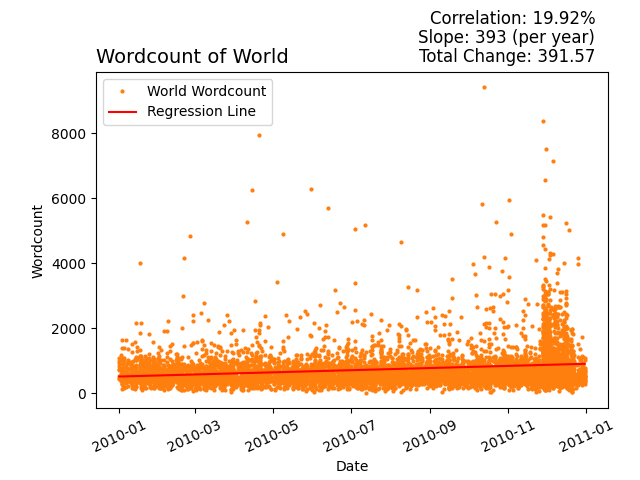 Correlation: 19.92%
Slope: 393 (per year)
Wordcount of World
Total Change: 391.57
World Wordcount
Regression Line
8000
6000
4000
2000
0
Wordcount
2010-01
2010-03
2010-05
2010-07
2010-09
2010-11
2011-01
Date